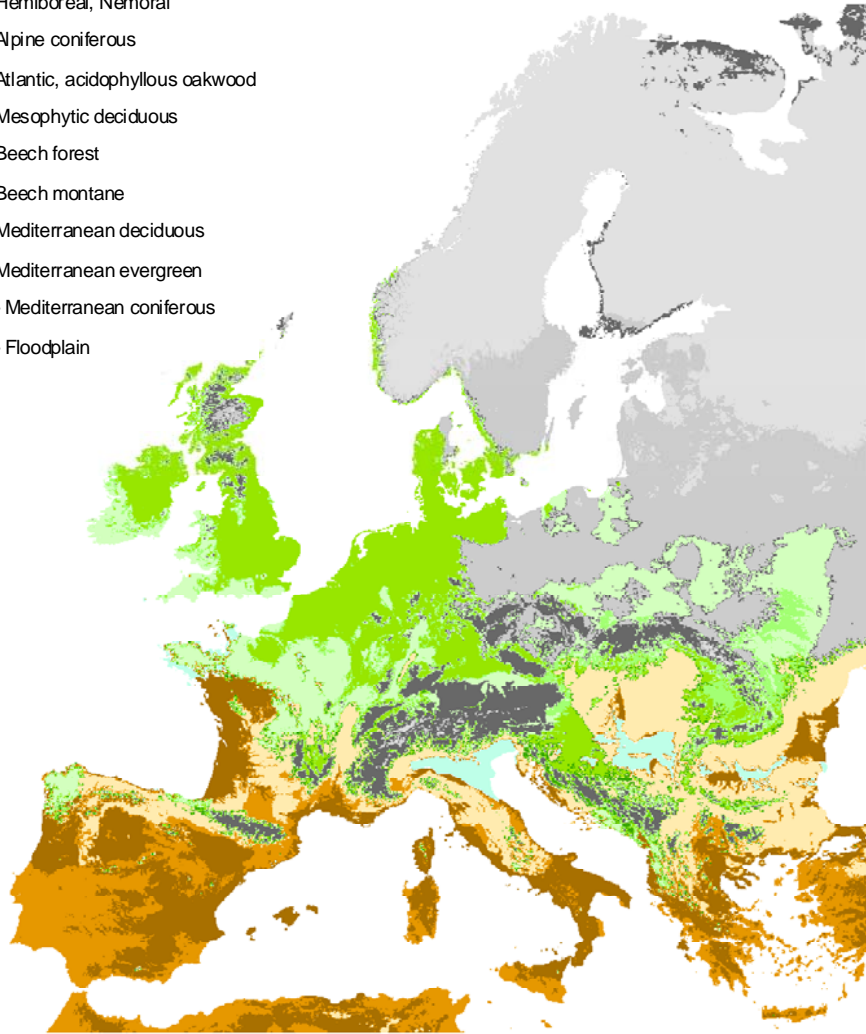 Hemiboreal, Nemoral
Alpine coniferous
Atlantic, acidophyllous oakwood
Mesophytic deciduous
Beech forest
Beech montane
Mediterranean deciduous
Mediterranean evergreen
Mediterranean coniferous
Floodplain